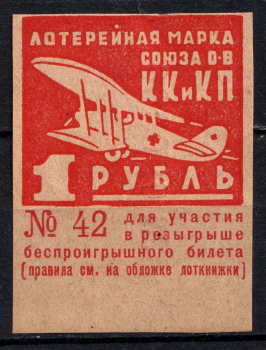 ЛОТЕРЕЙНАЯ МАРКА
СОЮЗА О-В
КК и КП
1 РУБЛЬ
№ 42 для участия
в розыгрыше
беспроигрышного билета
(правила см. на обложке лоткнижки)